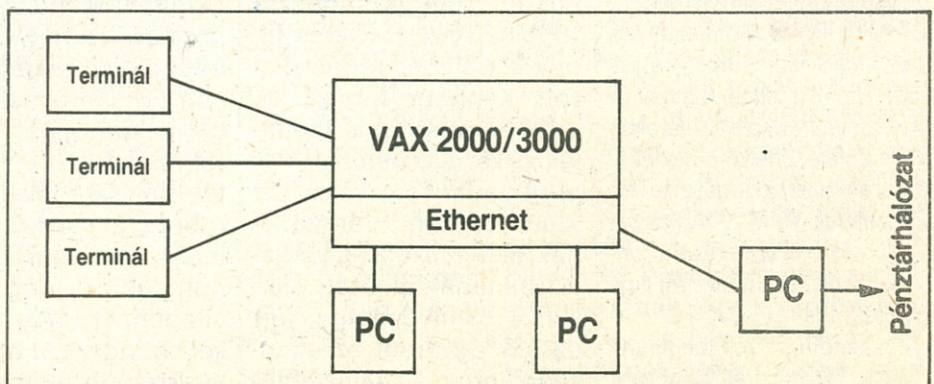 Terminál
Terminál
Terminál
VAX 2000/3000
Ethernet
PC
PC
PC
Pénztárhálózat